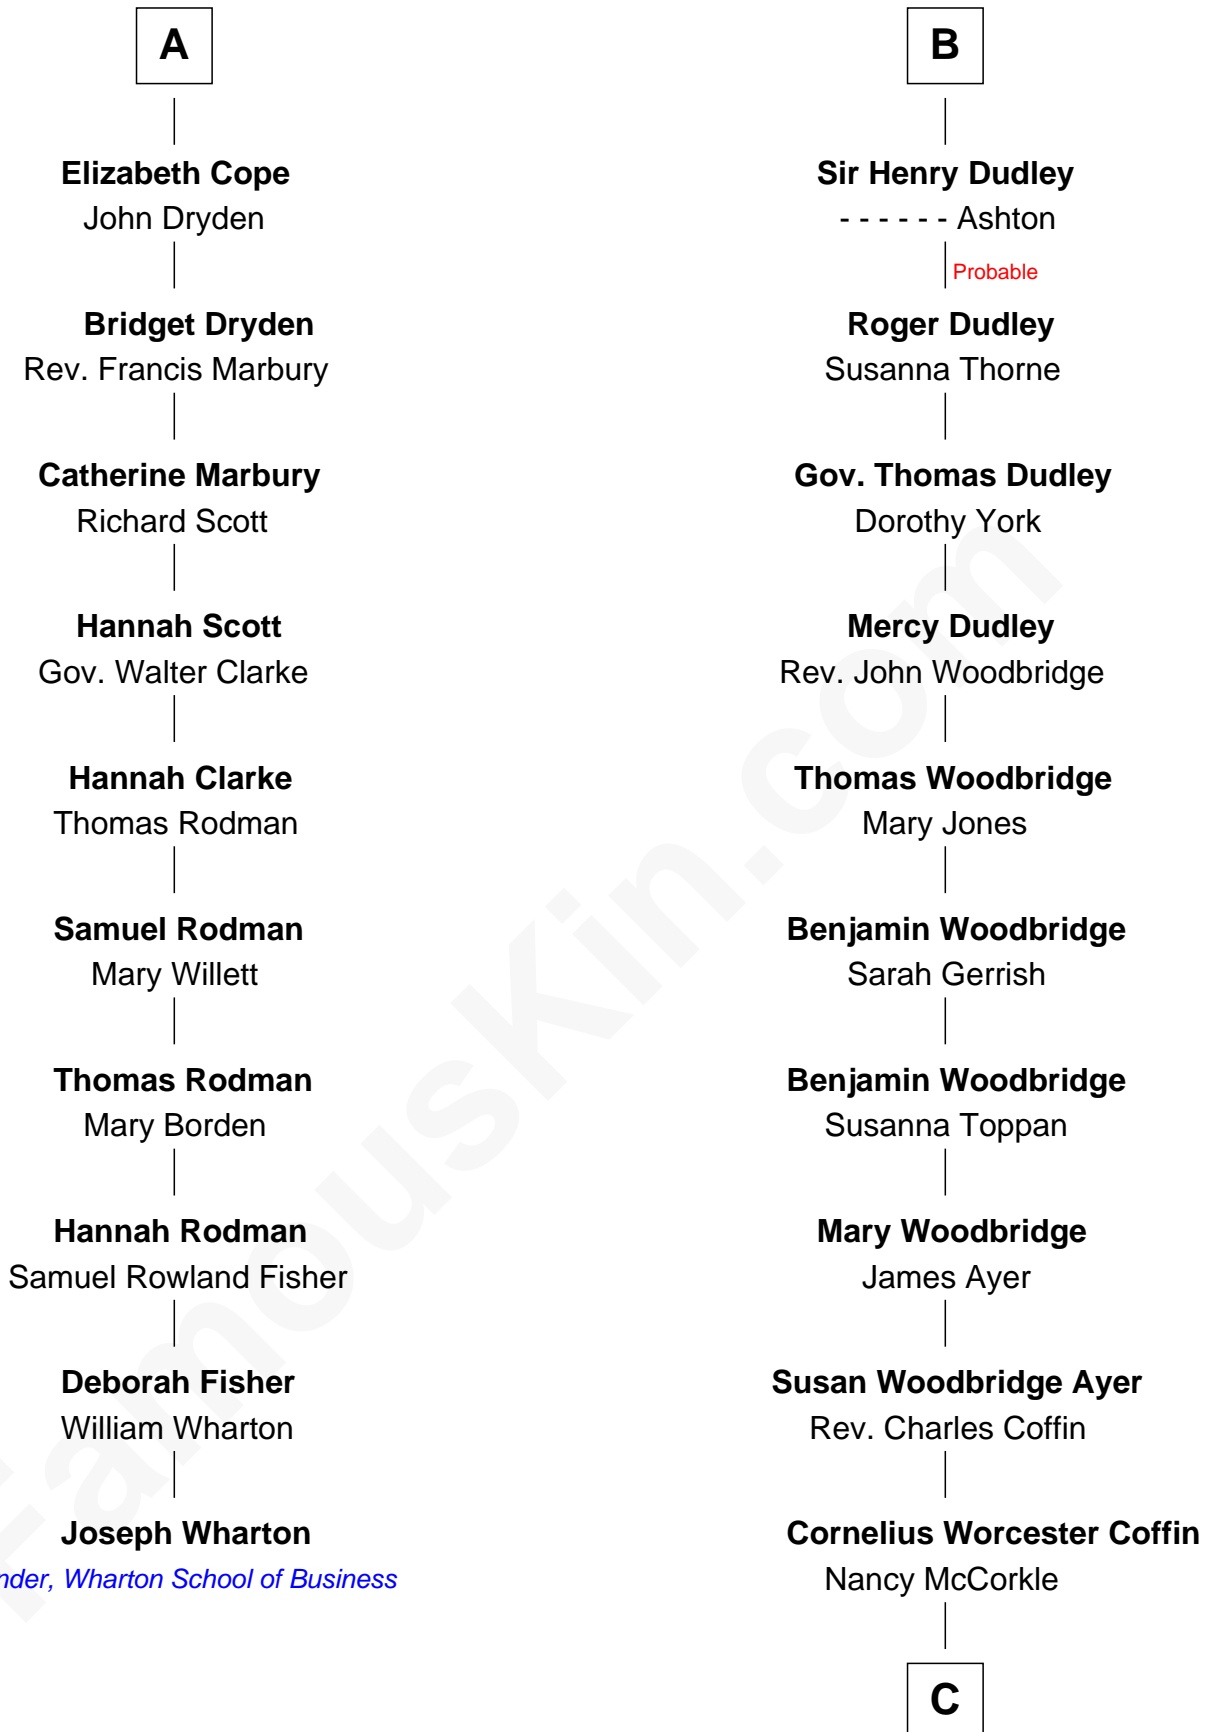 A
Elizabeth Cope
John Dryden
Bridget Dryden
Rev. Francis Marbury
Catherine Marbury
Richard Scott
Hannah Scott
Gov. Walter Clarke
Hannah Clarke
Thomas Rodman
Samuel Rodman
Mary Willett
Thomas Rodman
Mary Borden
Hannah Rodman
Samuel Rowland Fisher
Deborah Fisher
William Wharton
Joseph Wharton
nder, Wharton School of Business
B
Sir Henry Dudley
- - - - - - Ashton
Probable
Roger Dudley
Susanna Thorne
Gov. Thomas Dudley
Dorothy York
Mercy Dudley
Rev. John Woodbridge
Thomas Woodbridge
Mary Jones
Benjamin Woodbridge
Sarah Gerrish
Benjamin Woodbridge
Susanna Toppan
Mary Woodbridge
James Ayer
Susan Woodbridge Ayer
Rev. Charles Coffin
Cornelius Worcester Coffin
Nancy McCorkle
C
FamousKin.com